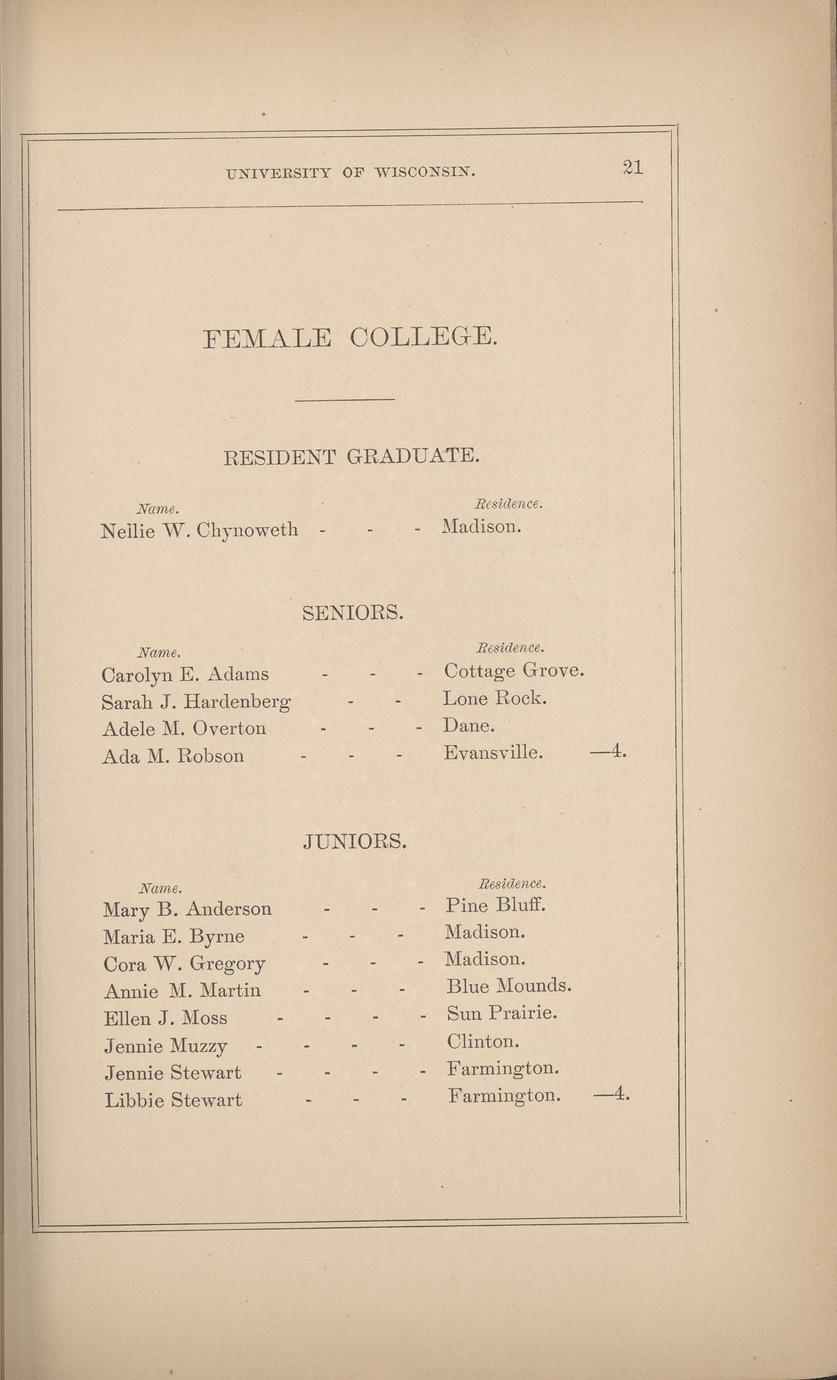 UNIVERSITY OF WISCONSIN. 21
FEMALE COLLEGE.
RESIDENT GRADUATE.
Name. Residence.
Nellie W. Chynoweth - - - Madison.
SENIORS.
Name. Residence.
Carolyn E. Adams - - - Cottage Grove.
Sarah J. Hardenberg - - Lone Rock.
Adele M. Overton - - - Dane.
Ada M. Robson - - - Evansville. —4.
JUNIORS.
Name. Residence.
Mary B. Anderson - - - Pine Bluff.
Maria E. Byrne - - - Madison.
Cora W. Gregory - - - Madison.
Annie M. Martin - - - Blue Mounds.
Ellen J. Moss - - - - Sun Prairie.
Jennie Muzzy - - - - Clinton.
Jennie Stewart - - - - Farmington.
Libbie Stewart - - - Farmington. —4.